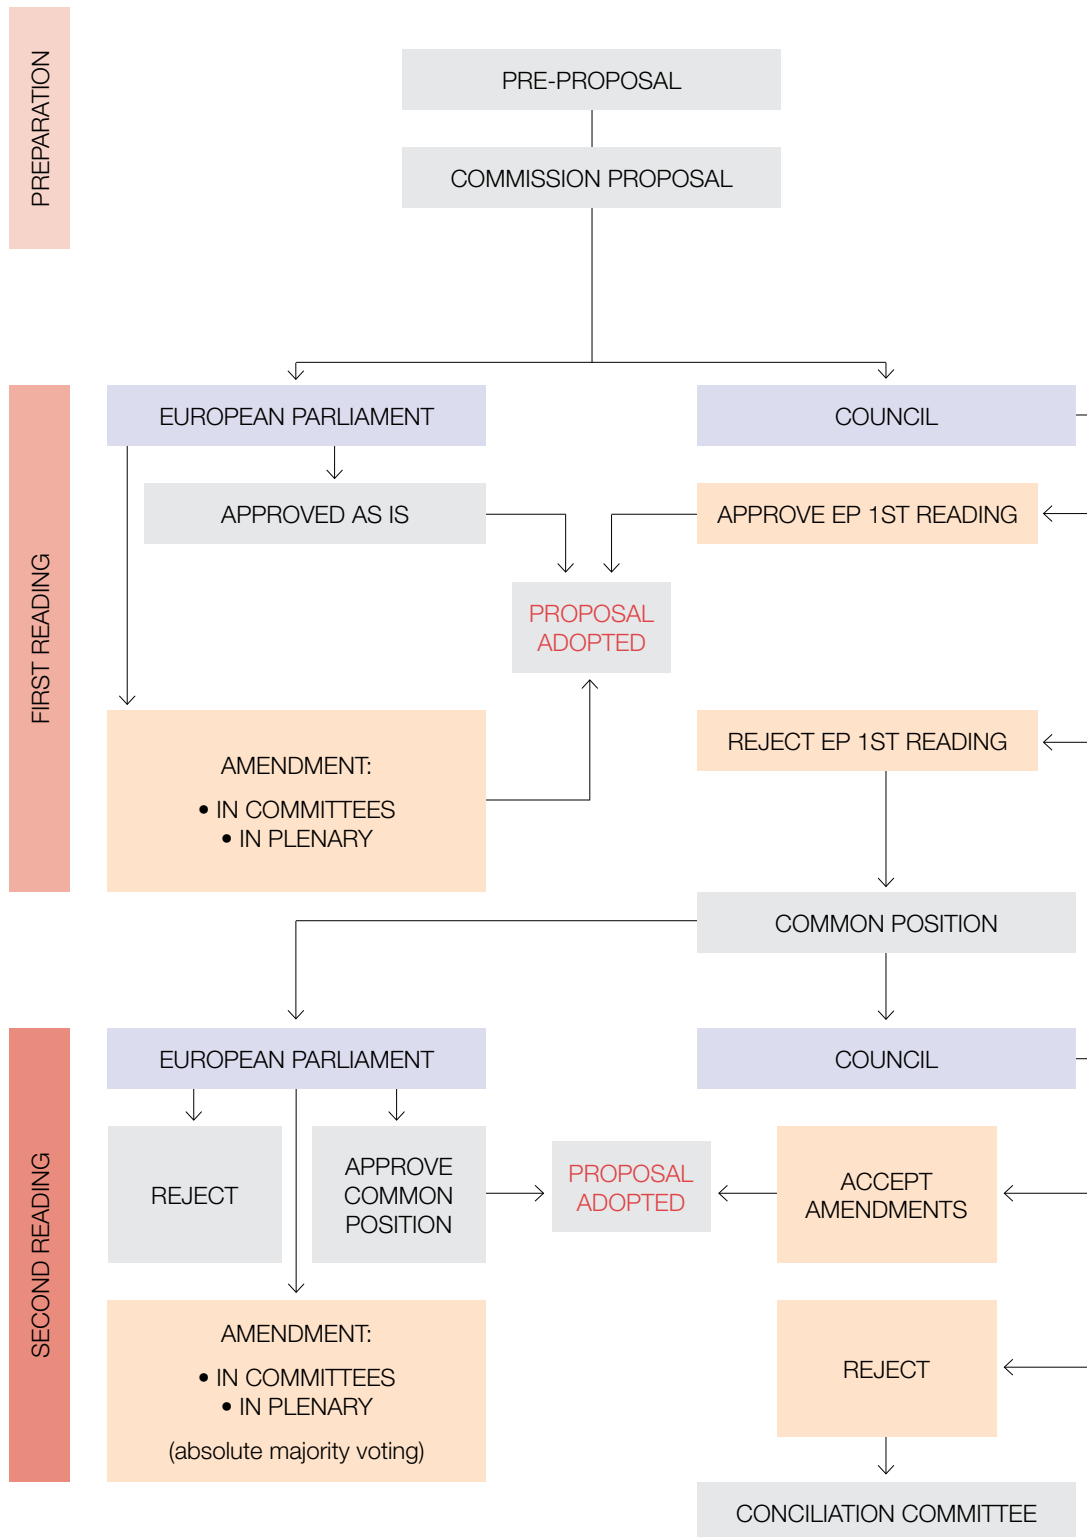 PREPARATION
PRE-PROPOSAL
COMMISSION PROPOSAL
FIRST READING
EUROPEAN PARLIAMENT
COUNCIL
APPROVED AS IS
APPROVE EP 1ST READING
PROPOSAL
ADOPTED
AMENDMENT:
• IN COMMITTEES
• IN PLENARY
REJECT EP 1ST READING
COMMON POSITION
SECOND READING
EUROPEAN PARLIAMENT
COUNCIL
REJECT
APPROVE
COMMON
POSITION
PROPOSAL
ADOPTED
ACCEPT
AMENDMENTS
AMENDMENT:
• IN COMMITTEES
• IN PLENARY
(absolute majority voting)
REJECT
CONCILIATION COMMITTEE